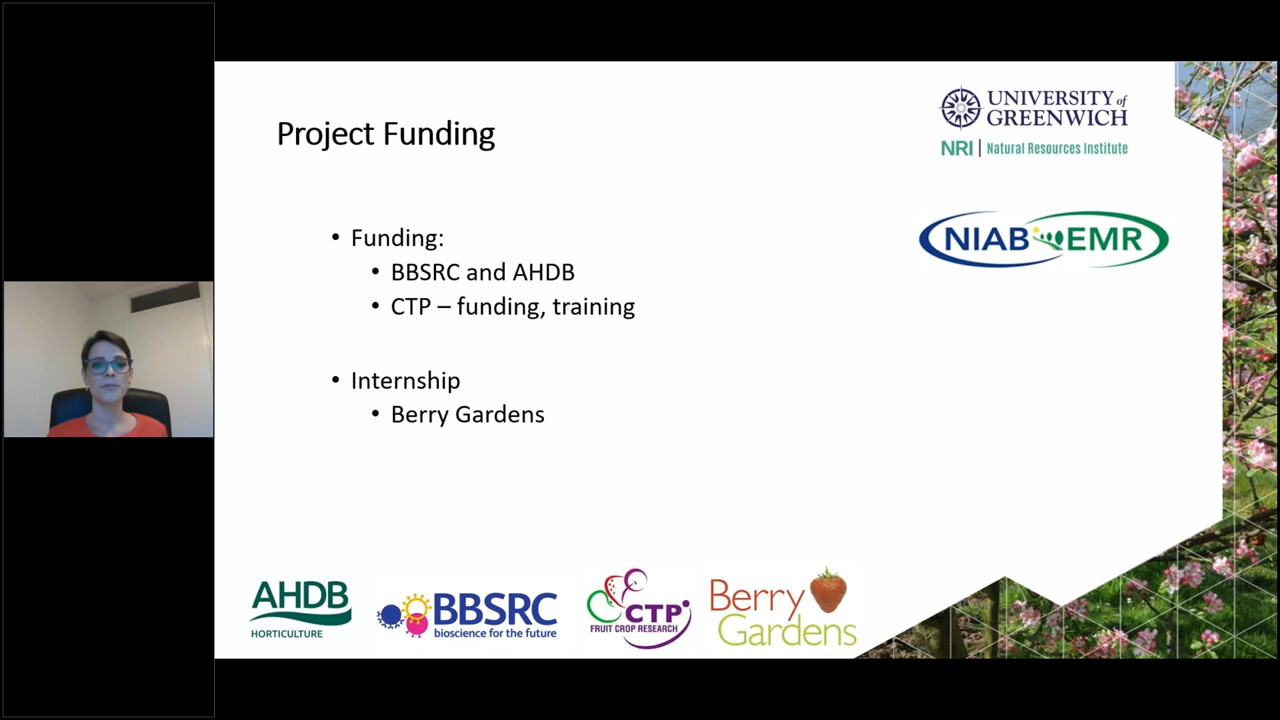 Project Funding
UNIVERSITY of
GREENWICH
NRI | Natural Resources Institute
NIAB EMR
• Funding:
• BBSRC and AHDB
• CTP – funding, training
• Internship
• Berry Gardens
AHDB
HORTICULTURE
BBSRC
bioscience for the future
CTP
FRUIT CROP RESEARCH
Berry
Gardens